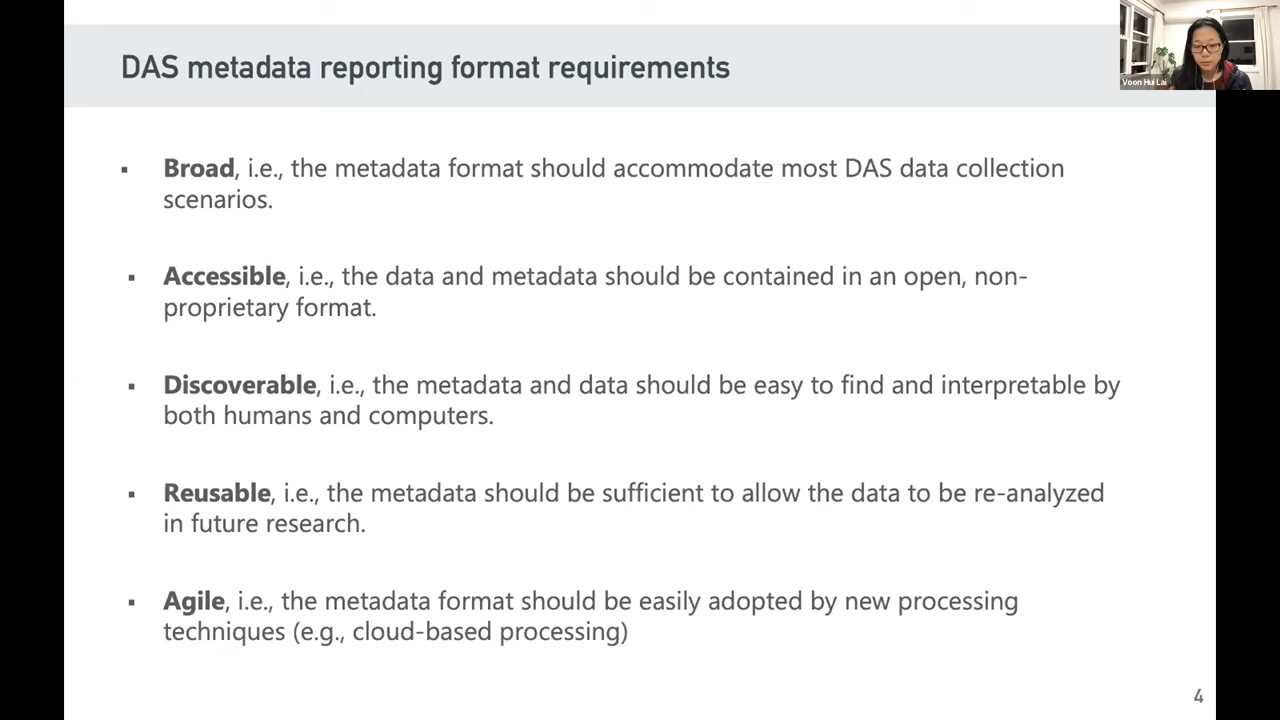 DAS metadata reporting format requirements
Voon Hui Lai
▪ Broad, i.e., the metadata format should accommodate most DAS data collection
scenarios.
▪ Accessible, i.e., the data and metadata should be contained in an open, non-
proprietary format.
▪ Discoverable, i.e., the metadata and data should be easy to find and interpretable by
both humans and computers.
▪ Reusable, i.e., the metadata should be sufficient to allow the data to be re-analyzed
in future research.
▪ Agile, i.e., the metadata format should be easily adopted by new processing
techniques (e.g., cloud-based processing)
4